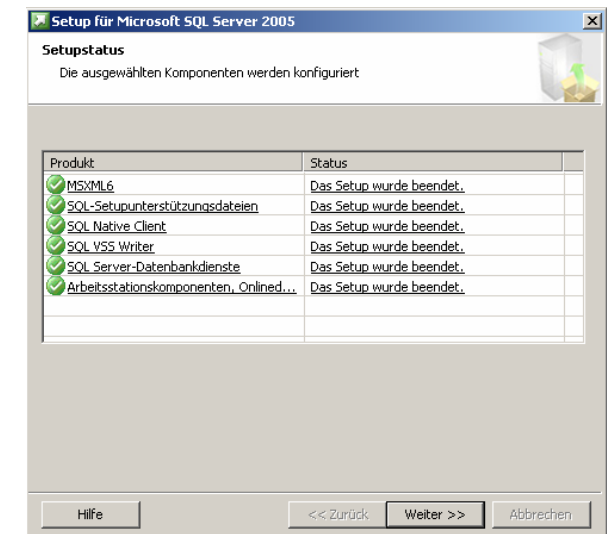 Setup für Microsoft SQL Server 2005
Setupstatus
Die ausgewählten Komponenten werden konfiguriert
Produkt Status
MSXML6 Das Setup wurde beendet.
SQL-Setupunterstützungsdateien Das Setup wurde beendet.
SQL Native Client Das Setup wurde beendet.
SQL VSS Writer Das Setup wurde beendet.
SQL Server-Datenbankdienste Das Setup wurde beendet.
Arbeitsstationskomponenten, Onlined... Das Setup wurde beendet.
Hilfe << Zurück Weiter >> Abbrechen